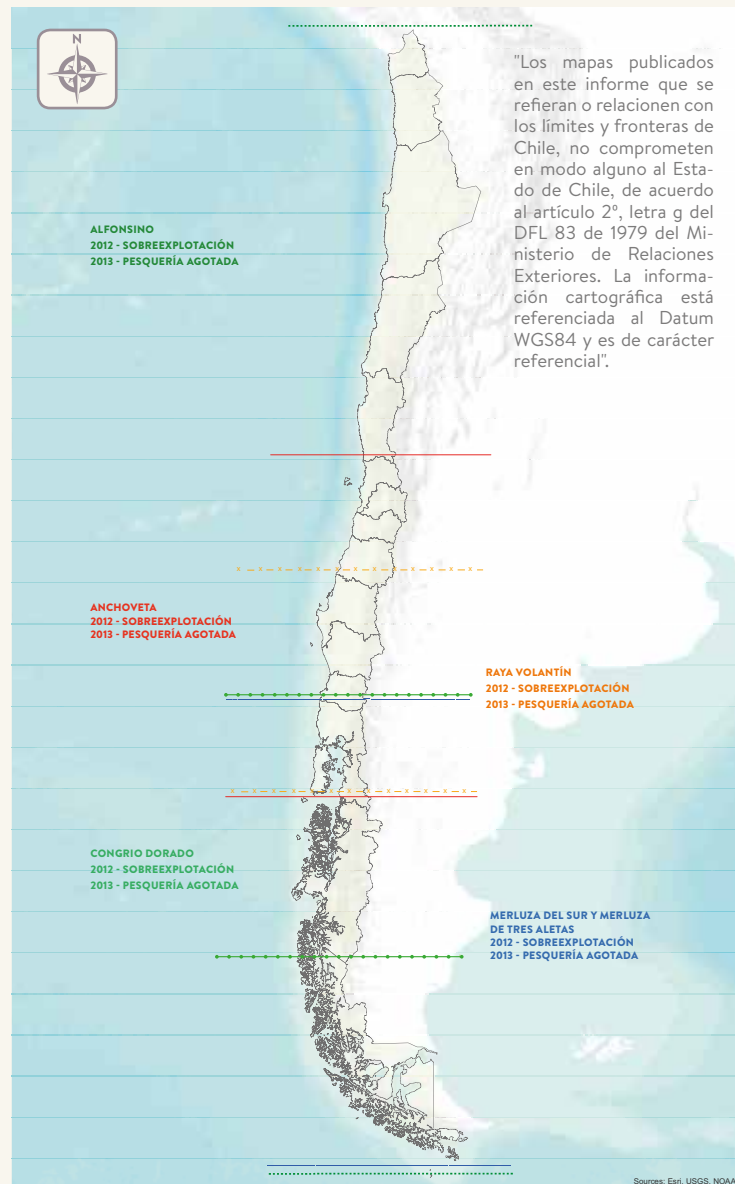 N
"Los mapas publicados
en este informe que se
refieran o relacionen con
los límites y fronteras de
Chile, no comprometen
en modo alguno al Esta-
do de Chile, de acuerdo
al artículo 2º, letra g del
DFL 83 de 1979 del Mi-
nisterio de Relaciones
Exteriores. La informa-
ción cartográfica está
referenciada al Datum
WGS84 y es de carácter
referencial".
ALFONSINO
2012 - SOBREEXPLOTACIÓN
2013 - PESQUERÍA AGOTADA
ANCHOVETA
2012 - SOBREEXPLOTACIÓN
2013 - PESQUERÍA AGOTADA
RAYA VOLANTÍN
2012 - SOBREEXPLOTACIÓN
2013 - PESQUERÍA AGOTADA
CONGRIO DORADO
2012 - SOBREEXPLOTACIÓN
2013 - PESQUERÍA AGOTADA
MERLUZA DEL SUR Y MERLUZA
DE TRES ALETAS
2012 - SOBREEXPLOTACIÓN
2013 - PESQUERÍA AGOTADA
Sources: Esri, USGS, NOAA